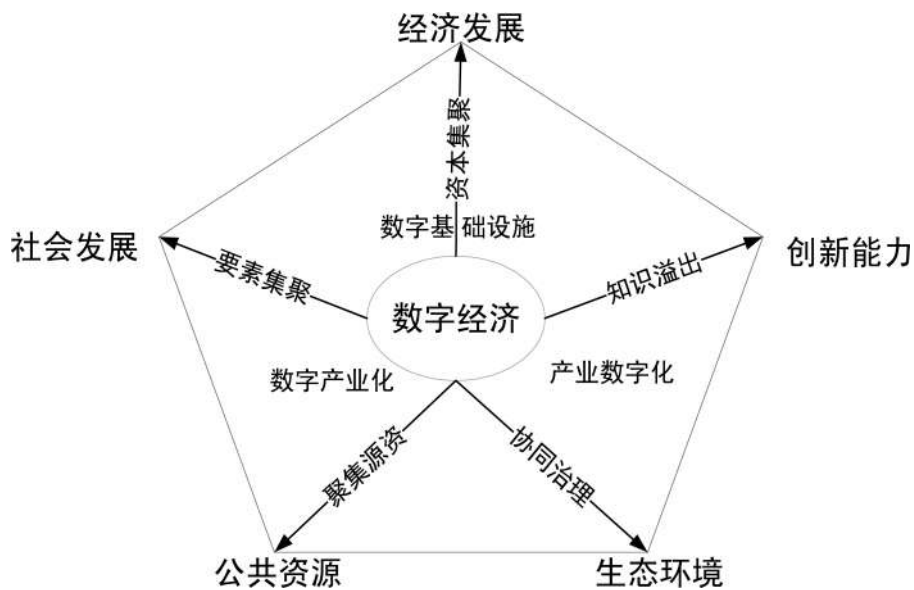 经济发展
资本集聚
数字基础设施
社会发展
要素集聚
数字经济
知识溢出
创新能力
数字产业化
产业数字化
聚集源资
协同治理
公共资源
生态环境